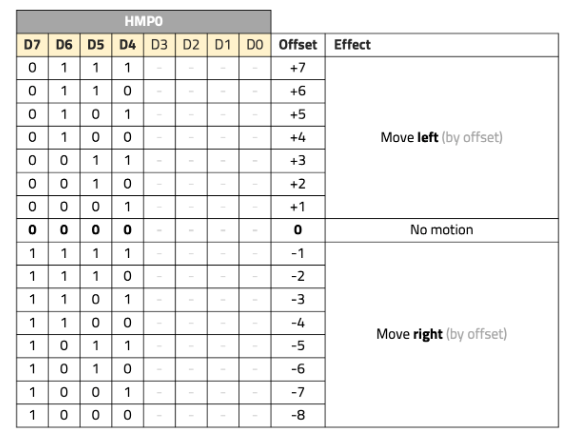 HMP0
D7 D6 D5 D4 D3 D2 D1 D0 Offset Effect
0 1 1 1 - - - - +7
0 1 1 0 - - - - +6
0 1 0 1 - - - - +5
0 1 0 0 - - - - +4 Move left (by offset)
0 0 1 1 - - - - +3
0 0 1 0 - - - - +2
0 0 0 1 - - - - +1
0 0 0 0 - - - - 0 No motion
1 1 1 1 - - - - -1
1 1 1 0 - - - - -2
1 1 0 1 - - - - -3
1 1 0 0 - - - - -4 Move right (by offset)
1 0 1 1 - - - - -5
1 0 1 0 - - - - -6
1 0 0 1 - - - - -7
1 0 0 0 - - - - -8